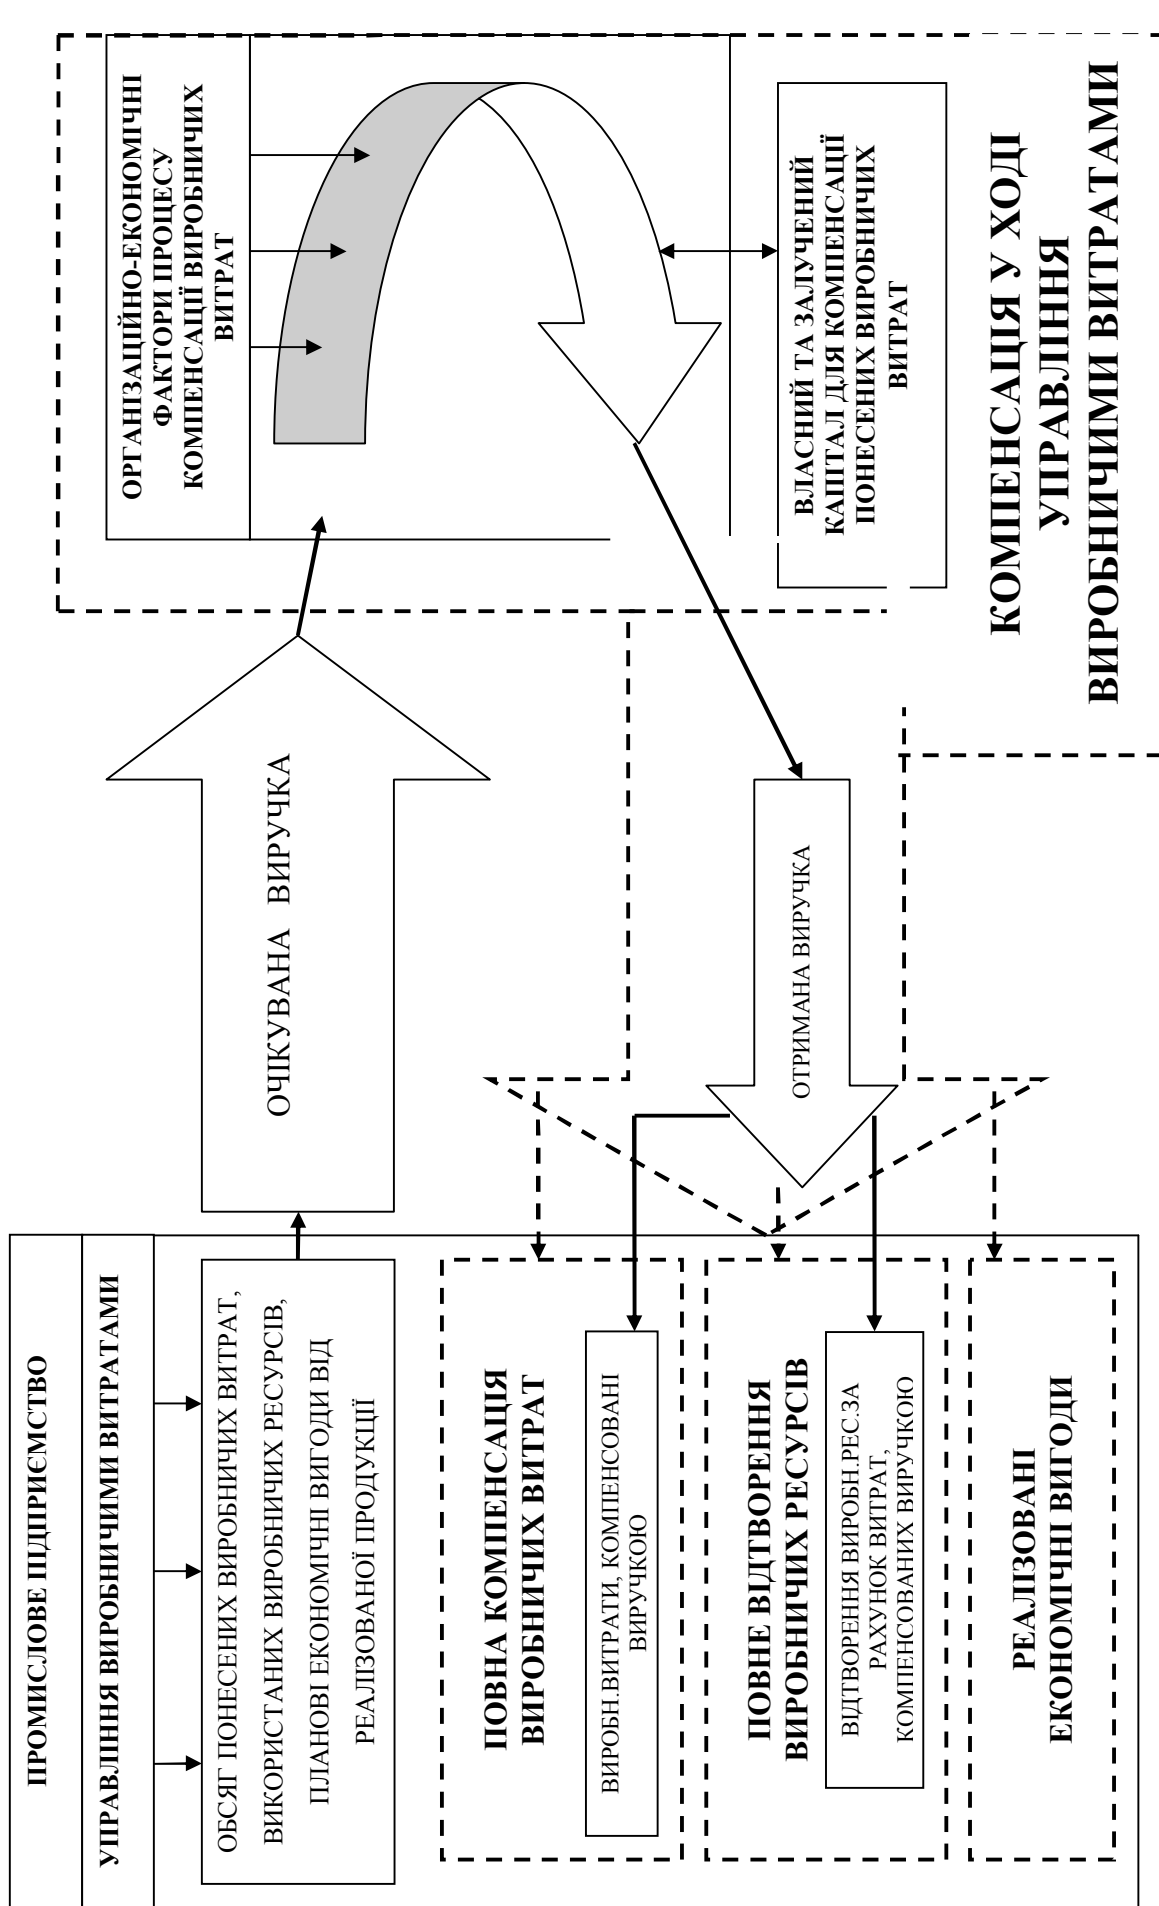 ПРОМИСЛОВЕ ПІДПРИЄМСТВО
УПРАВЛІННЯ ВИРОБНИЧИМИ ВИТРАТАМИ
ОБСЯГ ПОНЕСЕНИХ ВИРОБНИЧИХ ВИТРАТ,
ВИКОРИСТАНИХ ВИРОБНИЧИХ РЕСУРСІВ,
ПЛАНОВІ ЕКОНОМІЧНІ ВИГОДИ ВІД
РЕАЛІЗОВАНОЇ ПРОДУКЦІЇ
ПОВНА КОМПЕНСАЦІЯ
ВИРОБНИЧИХ ВИТРАТ
ВИРОБН.ВИТРАТИ, КОМПЕНСОВАНІ
ВИРУЧКОЮ
ПОВНЕ ВІДТВОРЕННЯ
ВИРОБНИЧИХ РЕСУРСІВ
ВІДТВОРЕННЯ ВИРОБН.РЕС.ЗА
РАХУНОК ВИТРАТ,
КОМПЕНСОВАНИХ ВИРУЧКОЮ
РЕАЛІЗОВАНІ
ЕКОНОМІЧНІ ВИГОДИ
ОЧІКУВАНА ВИРУЧКА
ОТРИМАНА ВИРУЧКА
ОРГАНІЗАЦІЙНО-ЕКОНОМІЧНІ
ФАКТОРИ ПРОЦЕСУ
КОМПЕНСАЦІЇ ВИРОБНИЧИХ
ВИТРАТ
ВЛАСНИЙ ТА ЗАЛУЧЕНИЙ
КАПІТАЛ ДЛЯ КОМПЕНСАЦІЇ
ПОНЕСЕНИХ ВИРОБНИЧИХ
ВИТРАТ
КОМПЕНСАЦІЯ У ХОДІ
УПРАВЛІННЯ
ВИРОБНИЧИМИ ВИТРАТАМИ